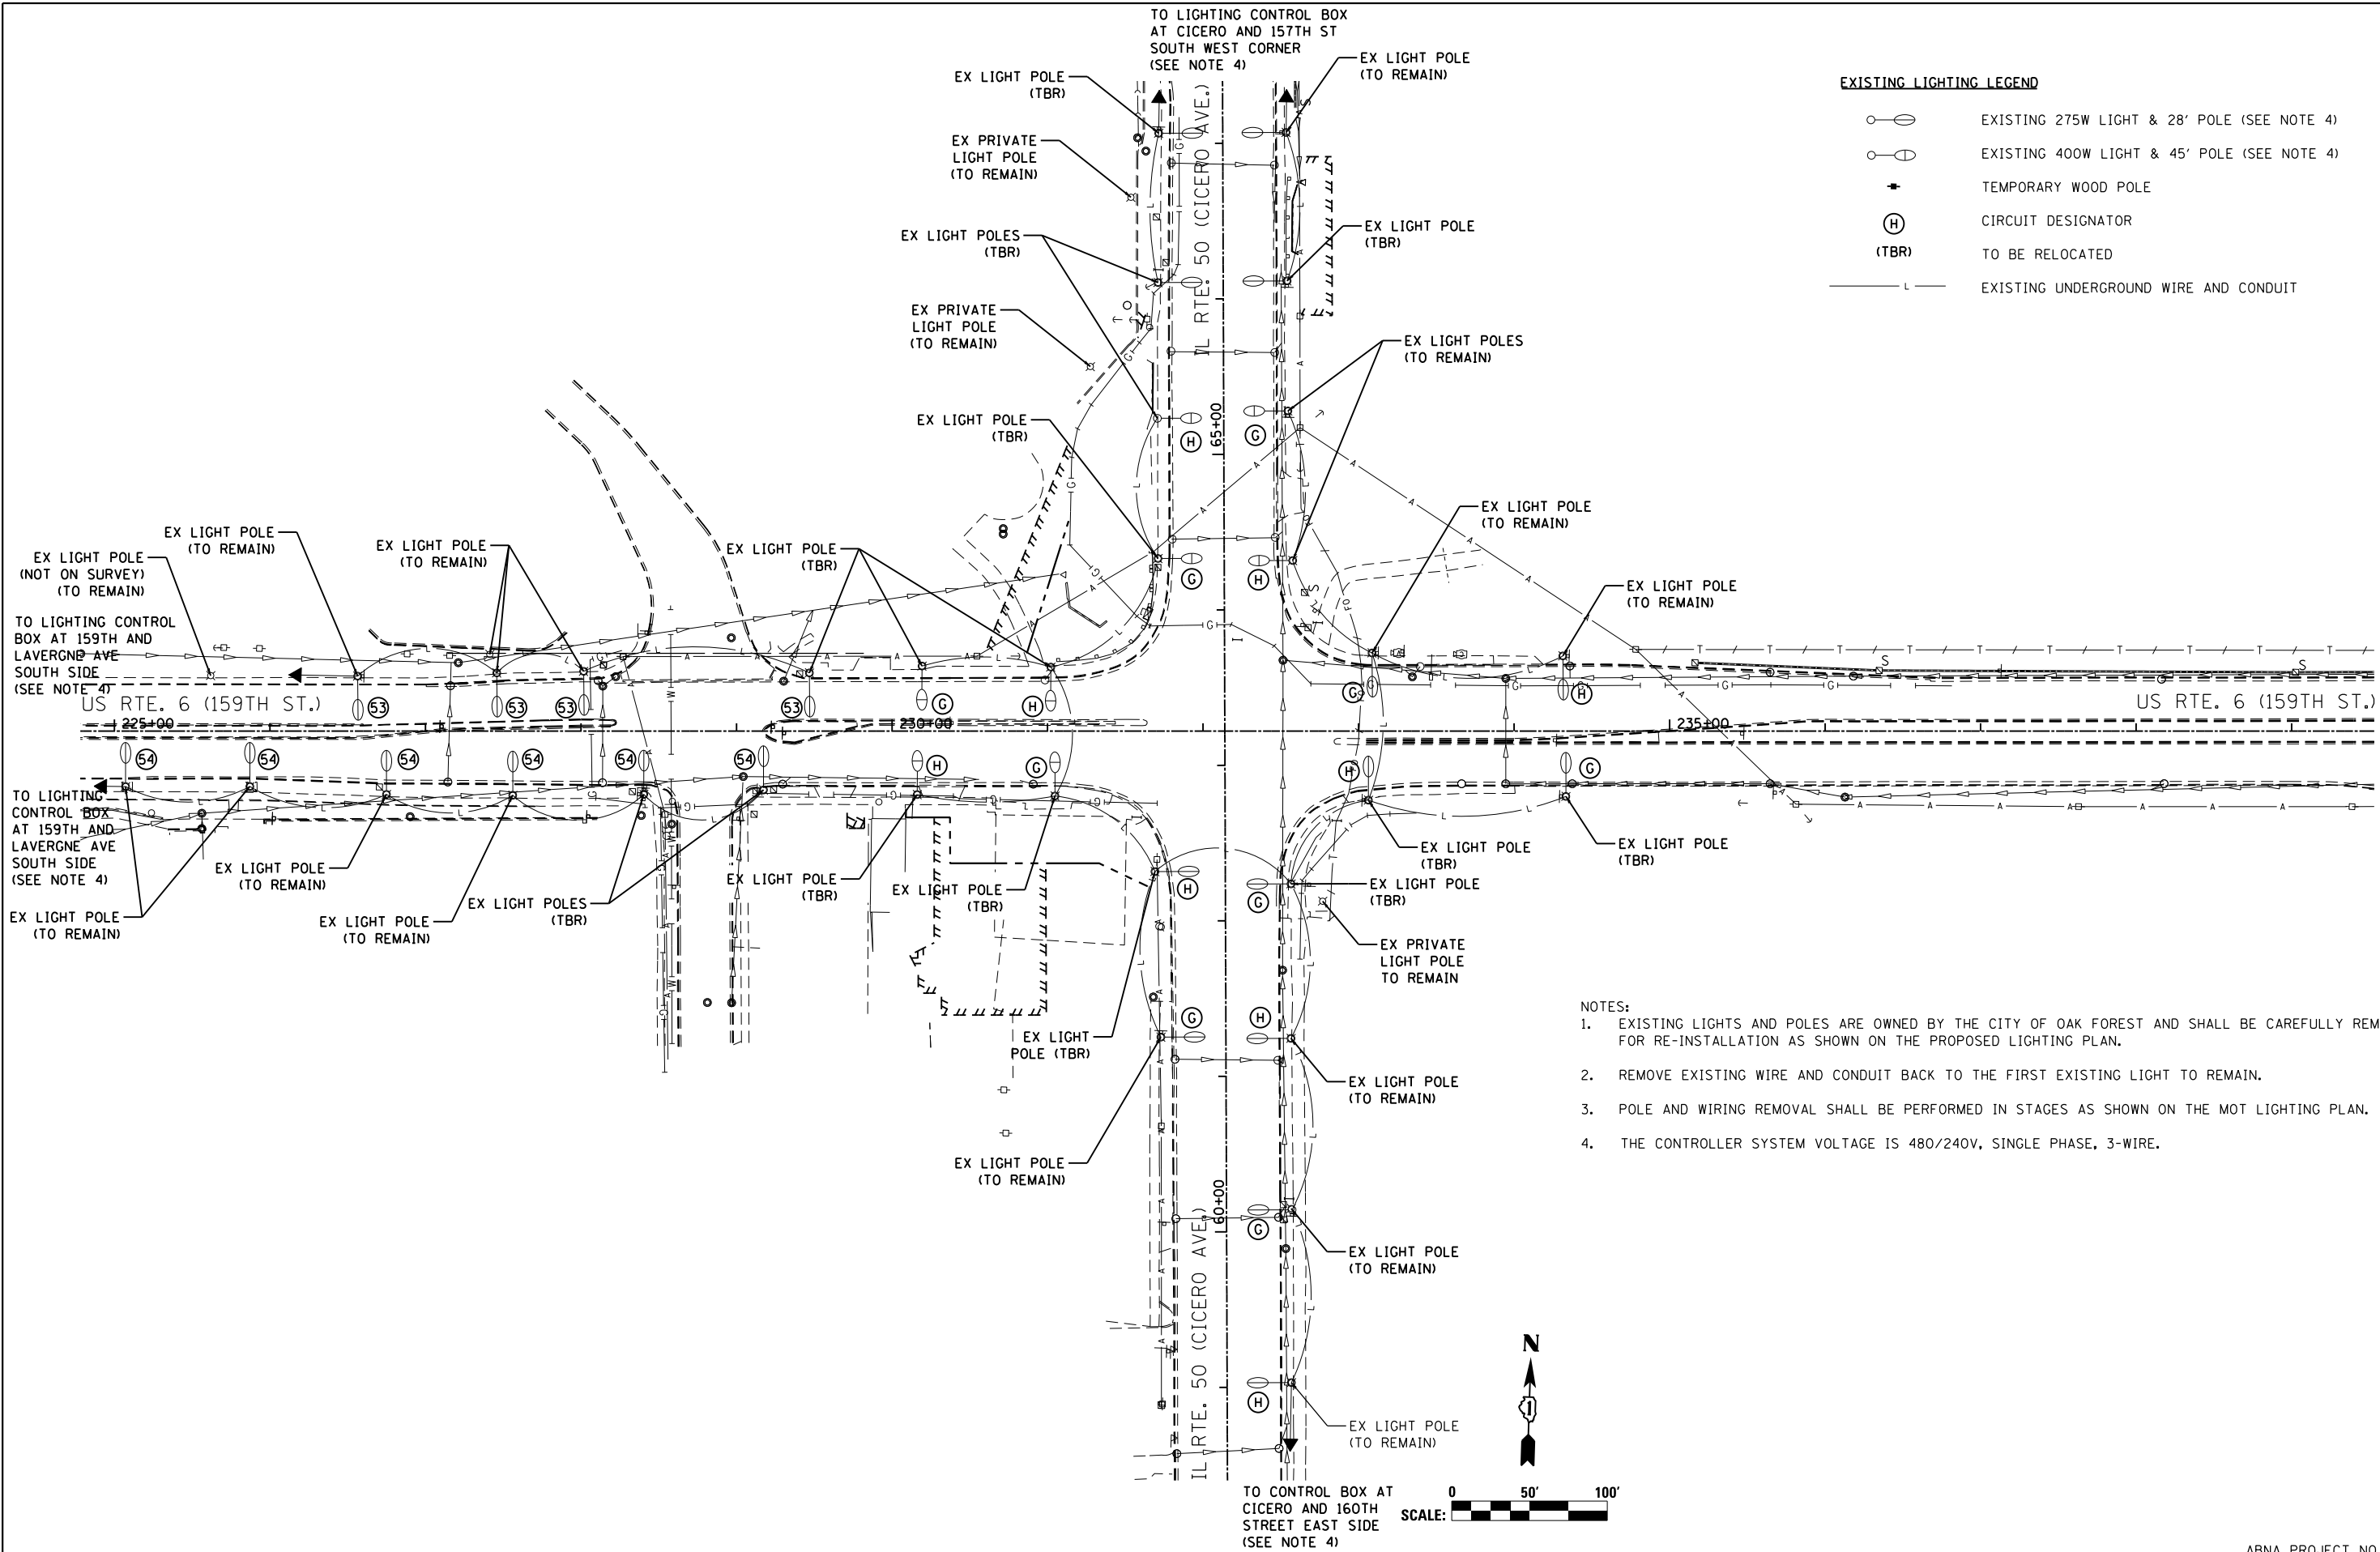 TO LIGHTING CONTROL BOX
AT CICERO AND 157TH ST
SOUTH WEST CORNER
(SEE NOTE 4)
EX LIGHT POLE
(TO REMAIN)
EX LIGHT POLE
(TBR)
EX PRIVATE
LIGHT POLE
(TO REMAIN)
EX LIGHT POLES
(TBR)
EX LIGHT POLE
(TBR)
EX PRIVATE
LIGHT POLE
(TO REMAIN)
EX LIGHT POLES
(TO REMAIN)
EX LIGHT POLE
(TBR)
IL RTE. 50 (CICERO AVE.)
65+00
H
G
G
H
EXISTING LIGHTING LEGEND
EXISTING 275W LIGHT & 28' POLE (SEE NOTE 4)
EXISTING 400W LIGHT & 45' POLE (SEE NOTE 4)
TEMPORARY WOOD POLE
H CIRCUIT DESIGNATOR
(TBR) TO BE RELOCATED
L EXISTING UNDERGROUND WIRE AND CONDUIT
EX LIGHT POLE
(NOT ON SURVEY)
(TO REMAIN)
EX LIGHT POLE
(TO REMAIN)
EX LIGHT POLE
(TO REMAIN)
EX LIGHT POLE
(TBR)
EX LIGHT POLE
(TO REMAIN)
EX LIGHT POLE
(TO REMAIN)
TO LIGHTING CONTROL
BOX AT 159TH AND
LAVERGNE AVE
SOUTH SIDE
(SEE NOTE 4)
US RTE. 6 (159TH ST.)
US RTE. 6 (159TH ST.)
53 53 53 53 G H G H
225+00 230+00 235+00
54 54 54 54 54 54 H G H G
TO LIGHTING
CONTROL BOX
AT 159TH AND
LAVERGNE AVE
SOUTH SIDE
(SEE NOTE 4)
EX LIGHT POLE
(TO REMAIN)
EX LIGHT POLE
(TO REMAIN)
EX LIGHT POLE
(TO REMAIN)
EX LIGHT POLES
(TBR)
EX LIGHT POLE
(TBR)
EX LIGHT POLE
(TBR)
EX LIGHT POLE
(TBR)
EX LIGHT POLE
(TBR)
EX LIGHT POLE
(TBR)
EX PRIVATE
LIGHT POLE
TO REMAIN
H
G
G
H
EX LIGHT
POLE (TBR)
EX LIGHT POLE
(TO REMAIN)
EX LIGHT POLE
(TO REMAIN)
60+00
G
EX LIGHT POLE
(TO REMAIN)
IL RTE. 50 (CICERO AVE.)
H
EX LIGHT POLE
(TO REMAIN)
TO CONTROL BOX AT
CICERO AND 160TH
STREET EAST SIDE
(SEE NOTE 4)
NOTES:
1. EXISTING LIGHTS AND POLES ARE OWNED BY THE CITY OF OAK FOREST AND SHALL BE CAREFULLY REM
FOR RE-INSTALLATION AS SHOWN ON THE PROPOSED LIGHTING PLAN.
2. REMOVE EXISTING WIRE AND CONDUIT BACK TO THE FIRST EXISTING LIGHT TO REMAIN.
3. POLE AND WIRING REMOVAL SHALL BE PERFORMED IN STAGES AS SHOWN ON THE MOT LIGHTING PLAN.
4. THE CONTROLLER SYSTEM VOLTAGE IS 480/240V, SINGLE PHASE, 3-WIRE.
N
1
0 50' 100'
SCALE:
ABNA PROJECT NO